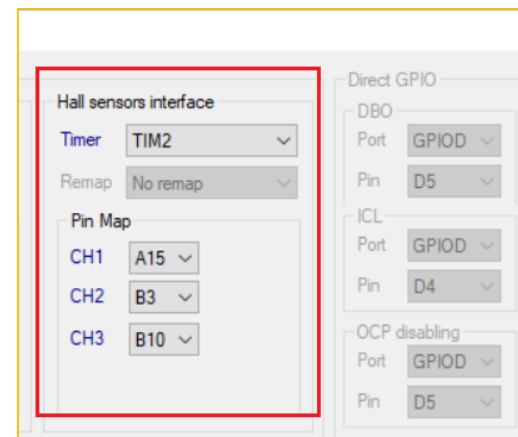 Hall sensors interface
Timer TIM2
Remap No remap
Pin Map
CH1 A15
CH2 B3
CH3 B10
Direct GPIO
DBO
Port GPIOD
Pin D5
ICL
Port GPIOD
Pin D4
OCP disabling
Port GPIOD
Pin D5